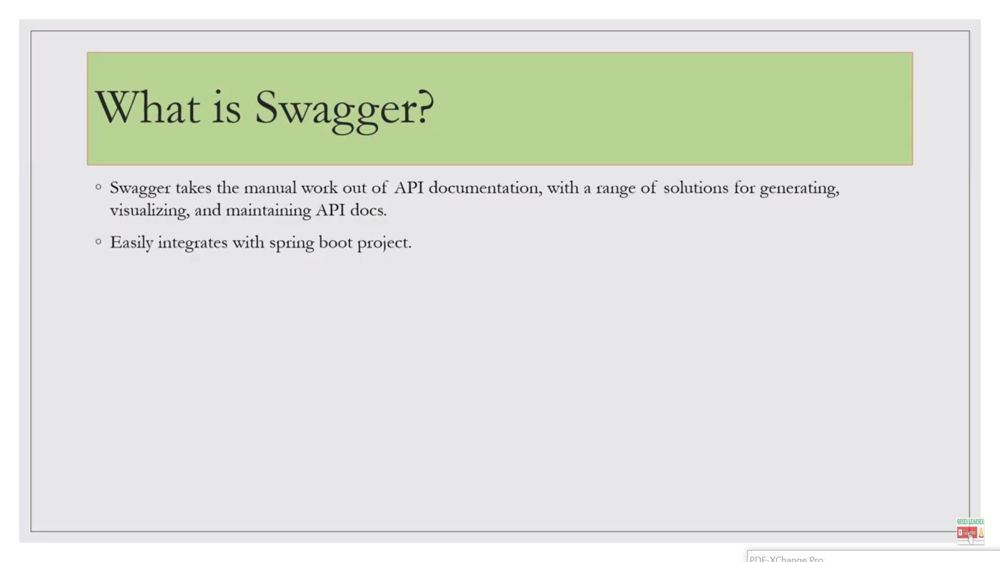 What is Swagger?
Swagger takes the manual work out of API documentation, with a range of solutions for generating,
visualizing, and maintaining API docs.
Easily integrates with spring boot project.
GREEN LEARNER
Subscribe
PDF-XChange Pro